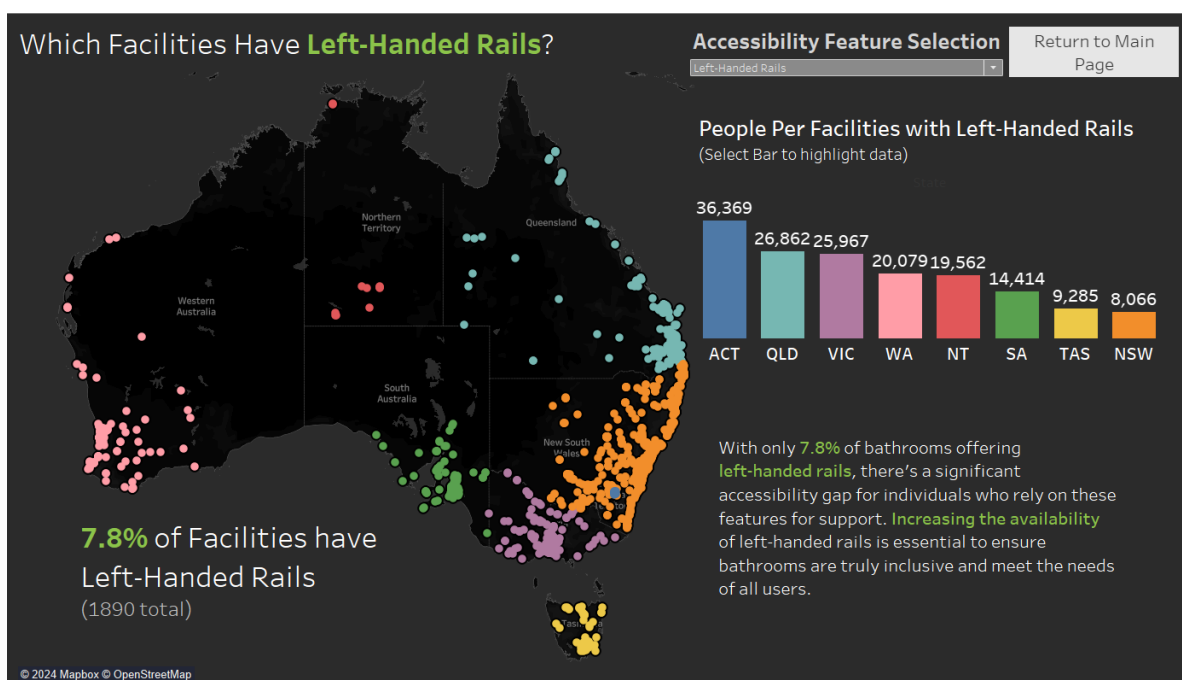 Which Facilities Have Left-Handed Rails?
Accessibility Feature Selection
Left-Handed Rails
Return to Main
Page
People Per Facilities with Left-Handed Rails
(Select Bar to highlight data)
36,369
26,862
25,967
20,079
19,562
14,414
9,285
8,066
ACT
QLD
VIC
WA
NT
SA
TAS
NSW
Northern
Territory
Queensland
Western
Australia
South
Australia
New South
Wales
With only 7.8% of bathrooms offering
left-handed rails, there's a significant
accessibility gap for individuals who rely on these
features for support. Increasing the availability
of left-handed rails is essential to ensure
bathrooms are truly inclusive and meet the needs
of all users.
7.8% of Facilities have
Left-Handed Rails
(1890 total)
© 2024 Mapbox © OpenStreetMap